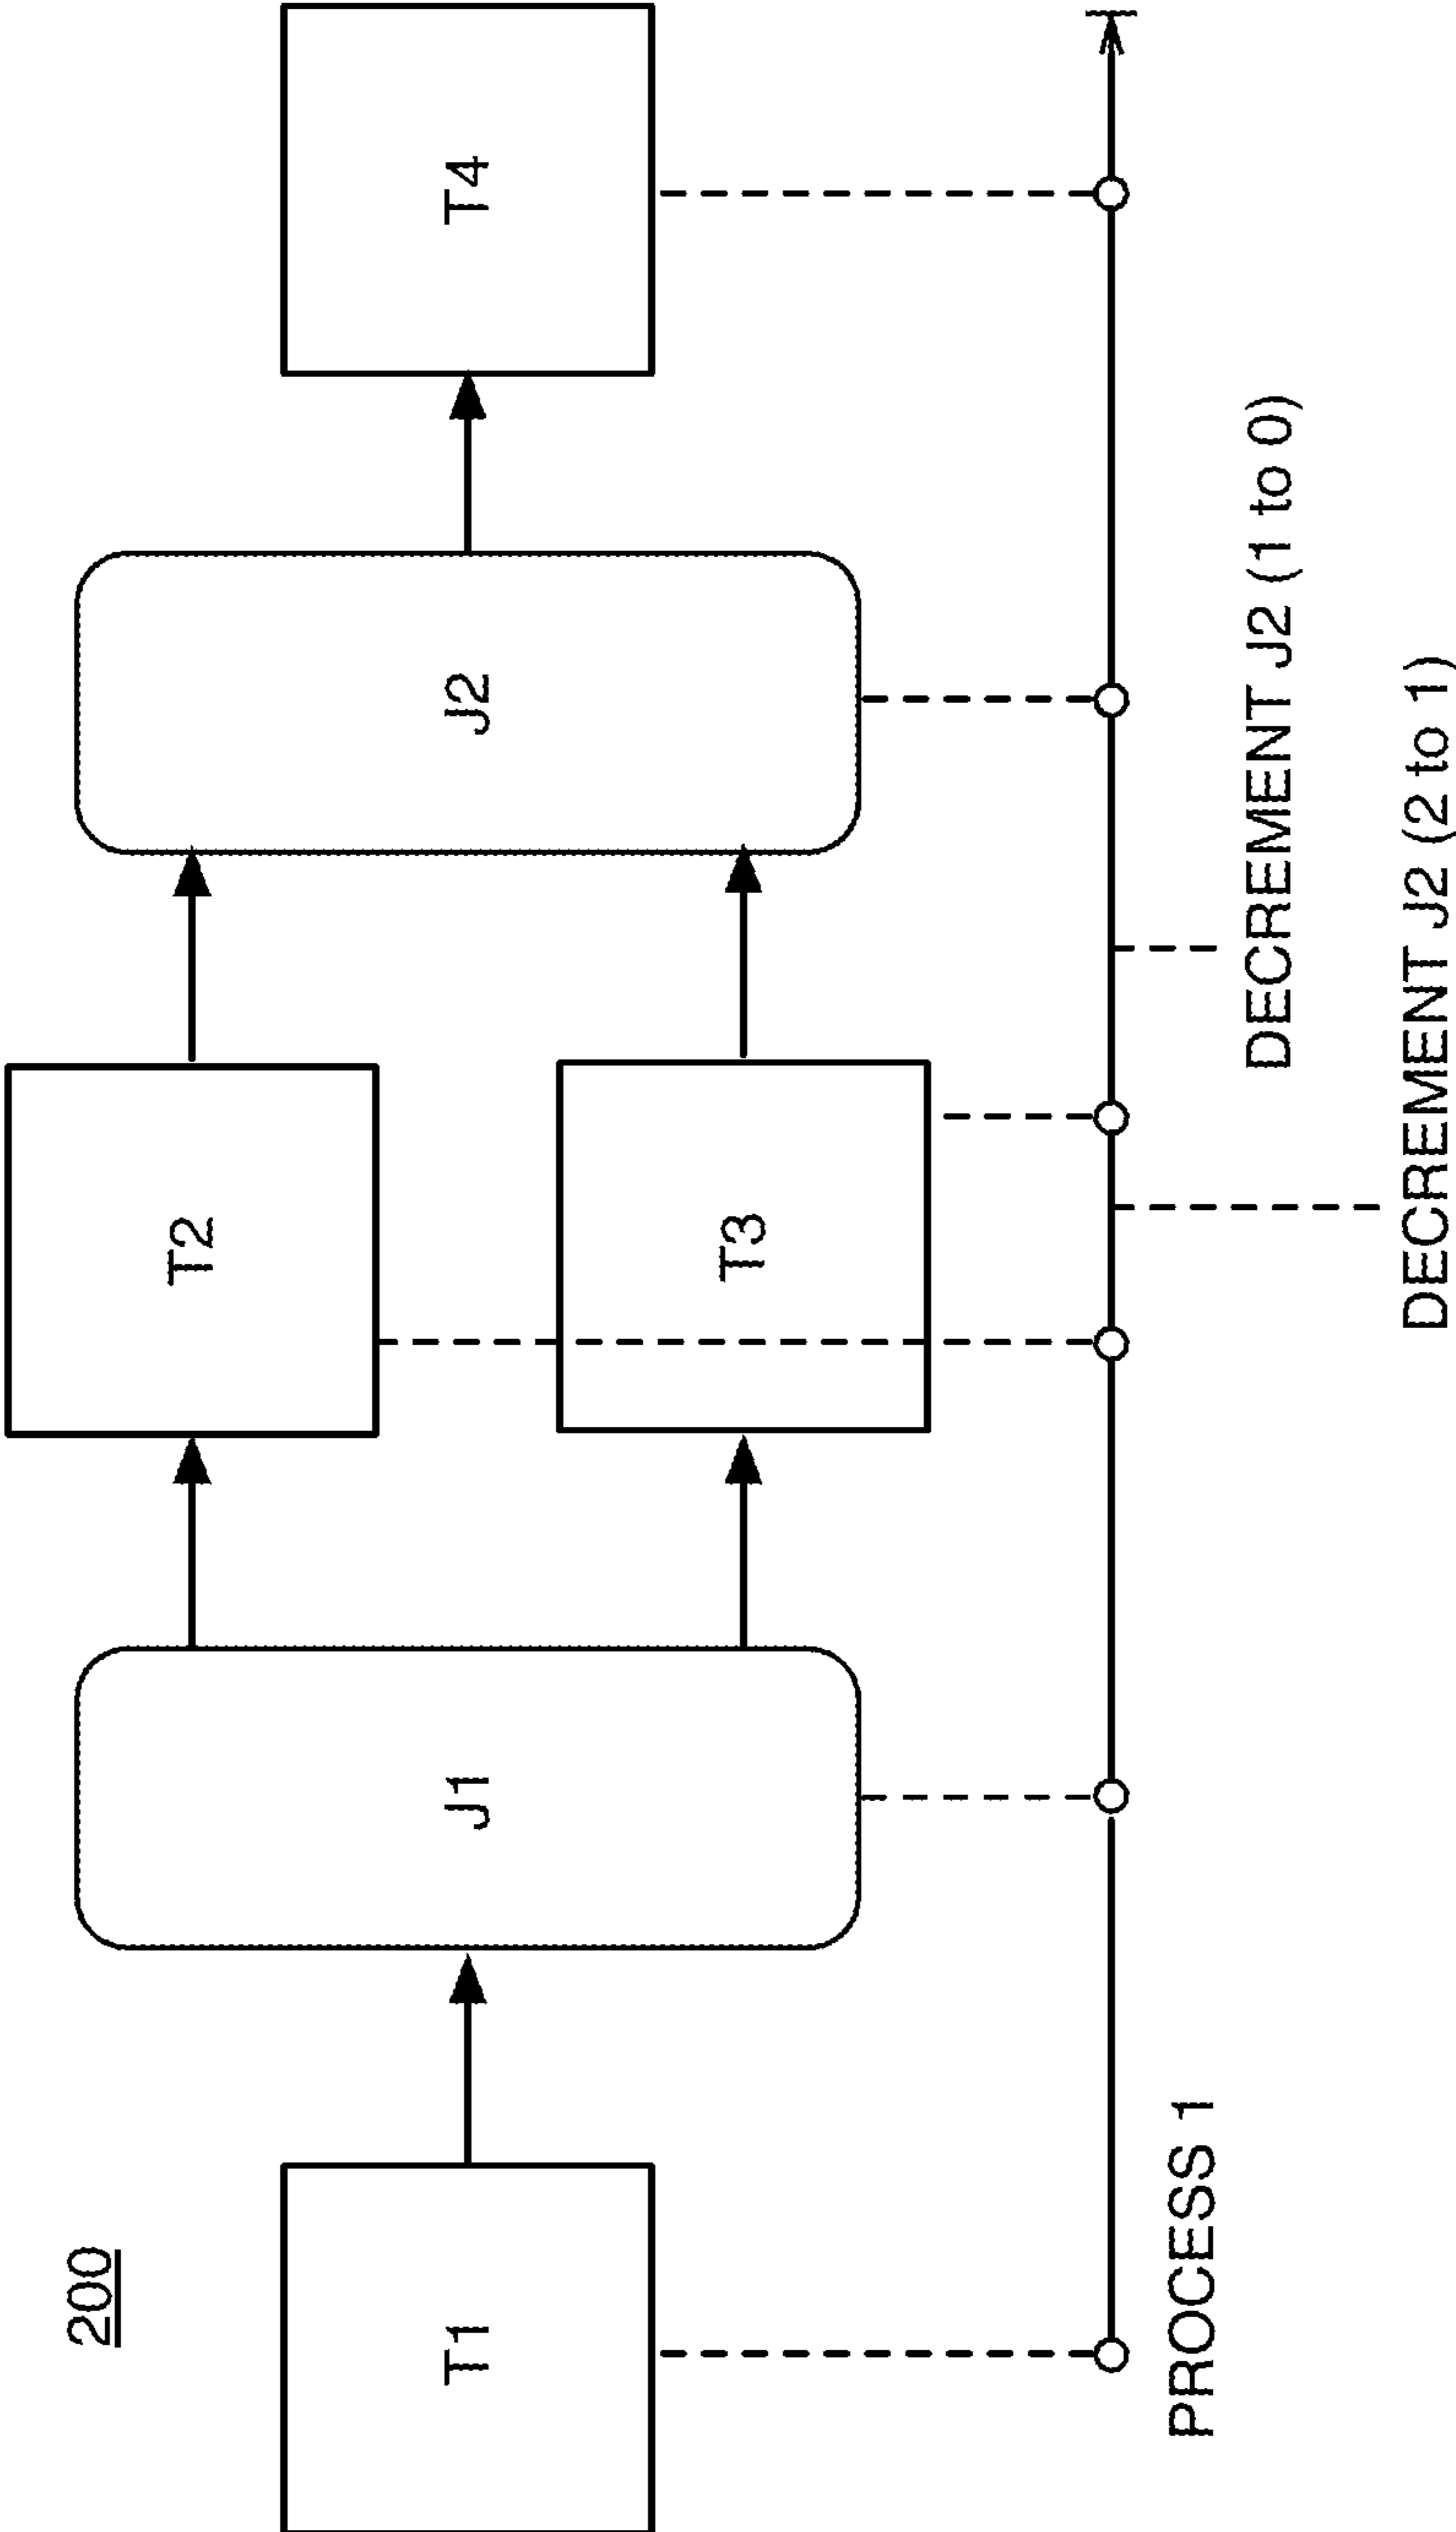 200
T1
J1
T2
T3
J2
T4
PROCESS 1
DECREMENT J2 (1 to 0)
DECREMENT J2 (2 to 1)